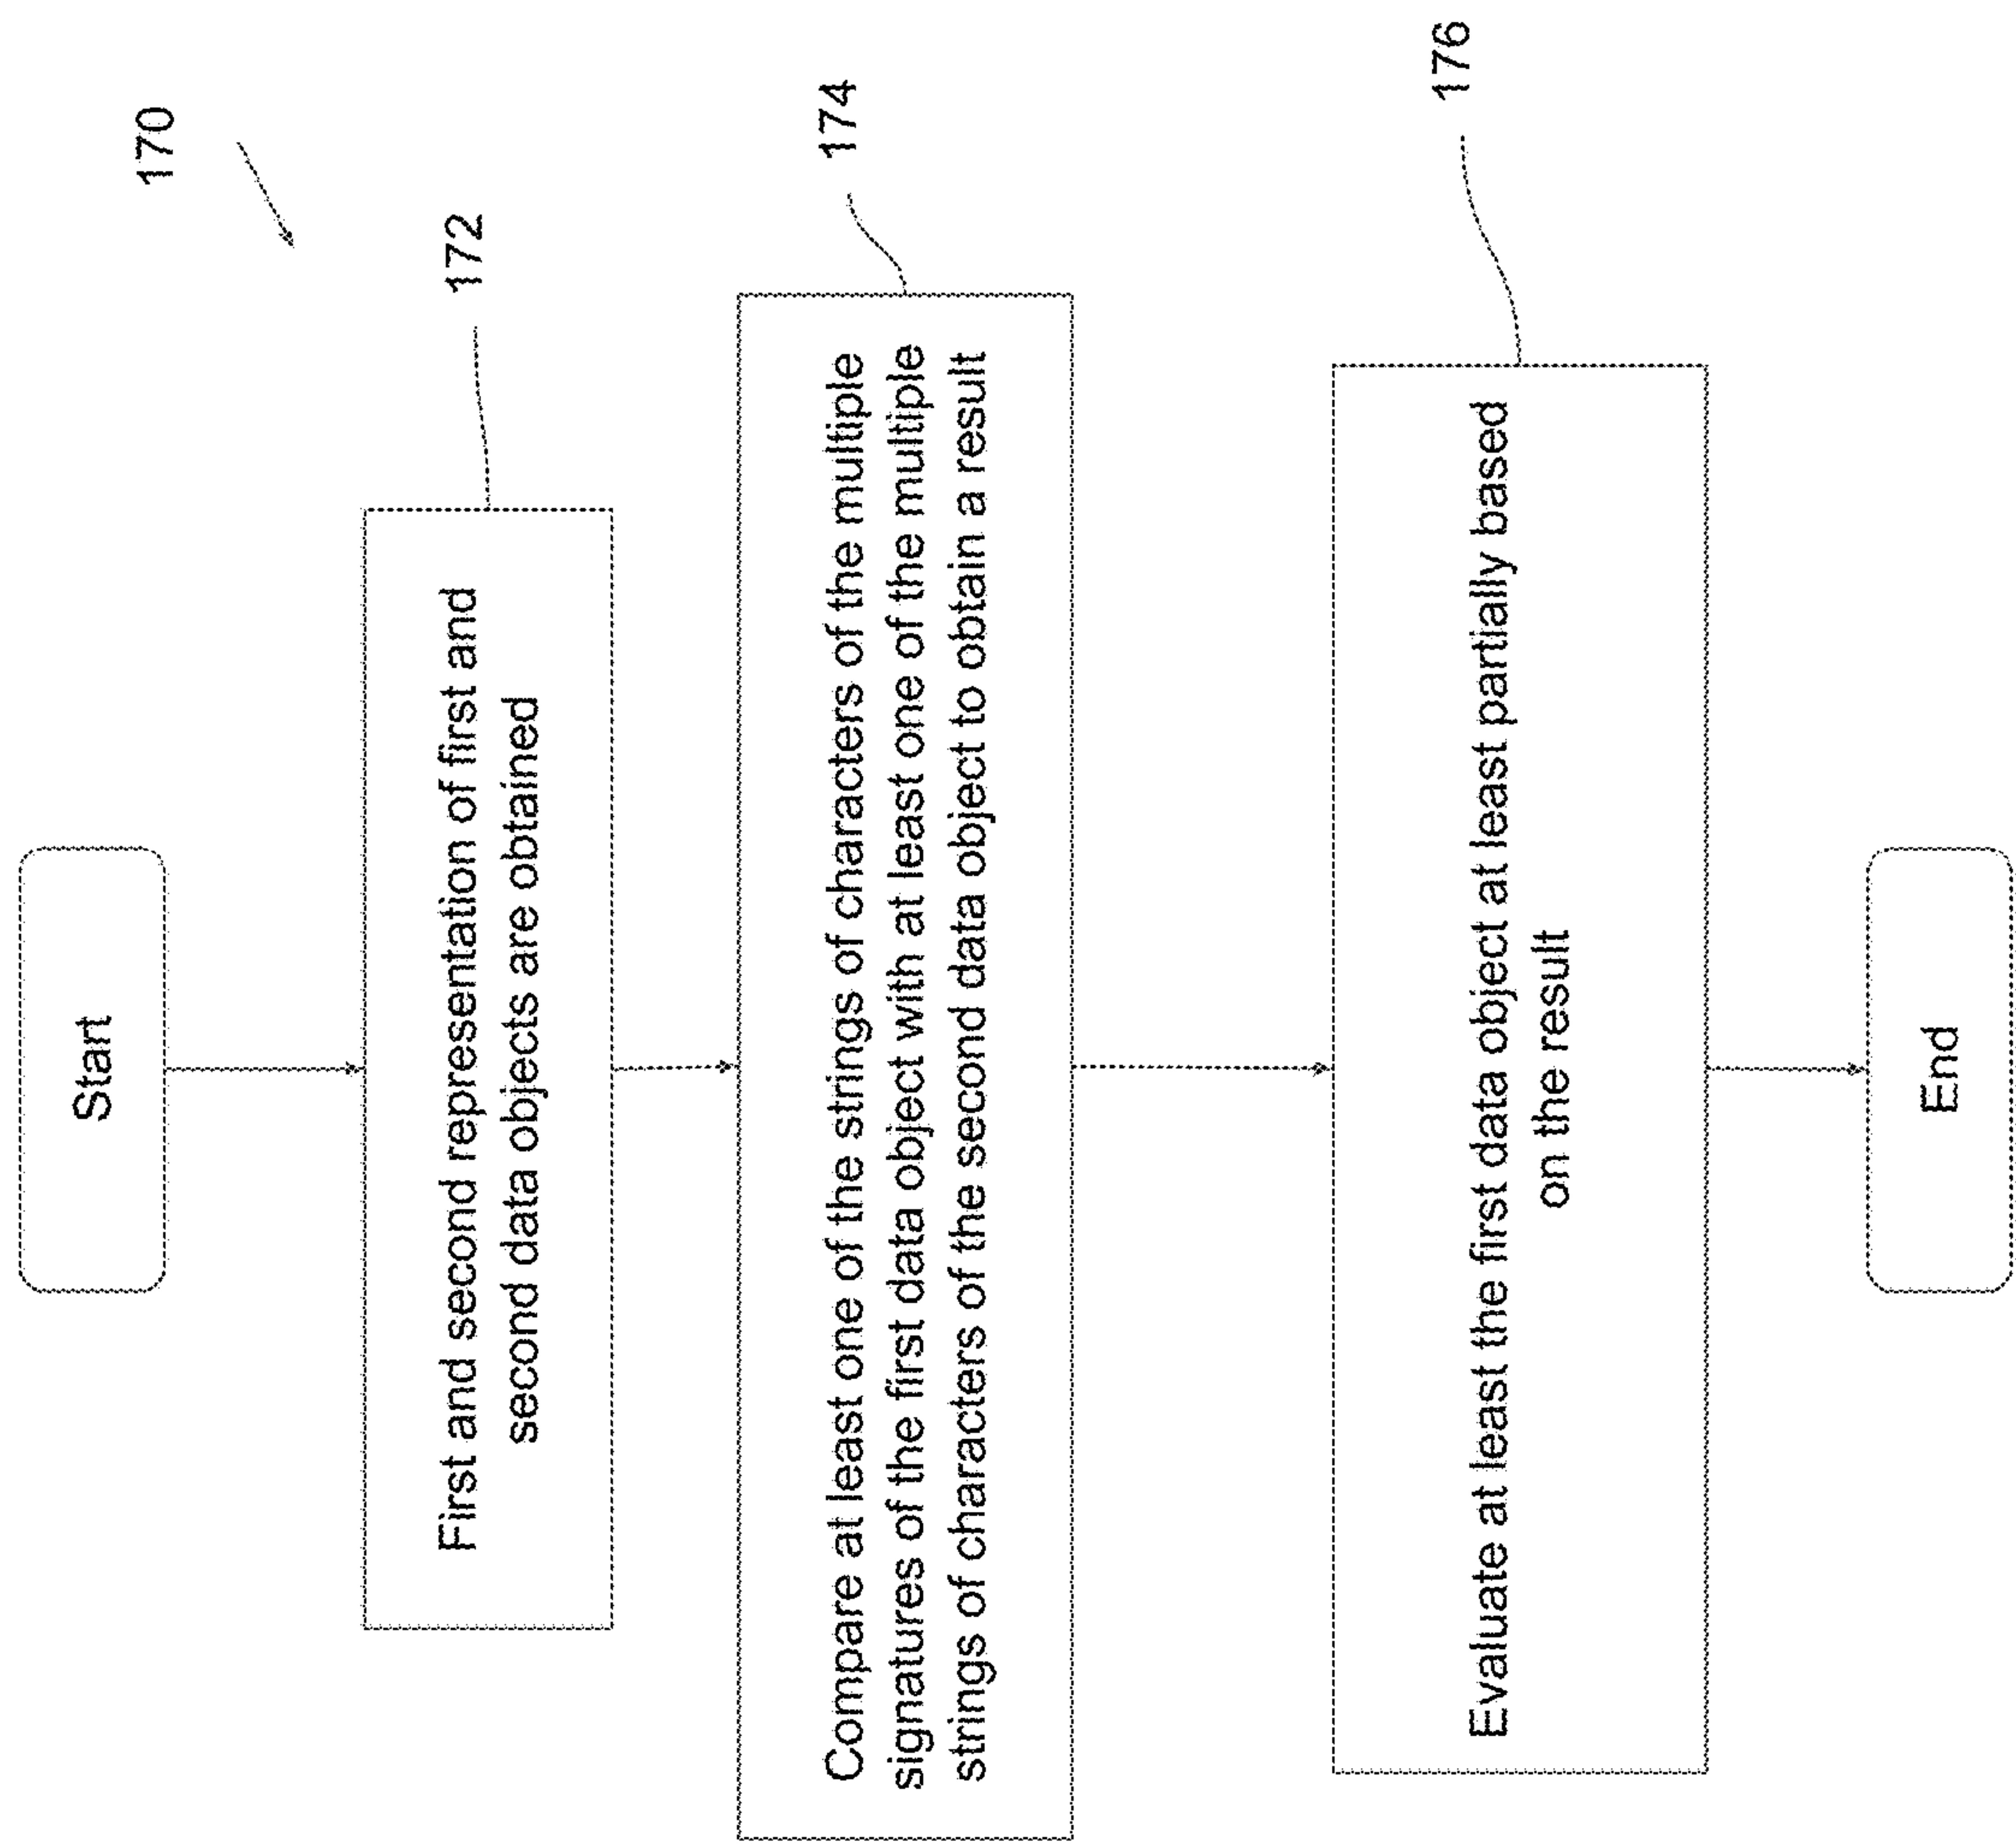 170
Start
172
First and second representation of first and
second data objects are obtained
174
Compare at least one of the strings of characters of the multiple
signatures of the first data object with at least one of the multiple
strings of characters of the second data object to obtain a result
176
Evaluate at least the first data object at least partially based
on the result
End